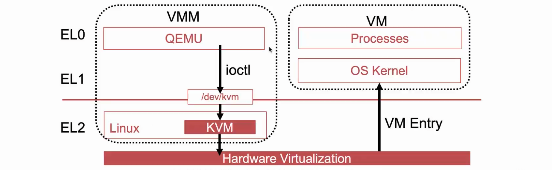 VMM
VM
EL0
QEMU
Processes
ioctl
OS Kernel
EL1
/dev/kvm
EL2
Linux
KVM
VM Entry
Hardware Virtualization